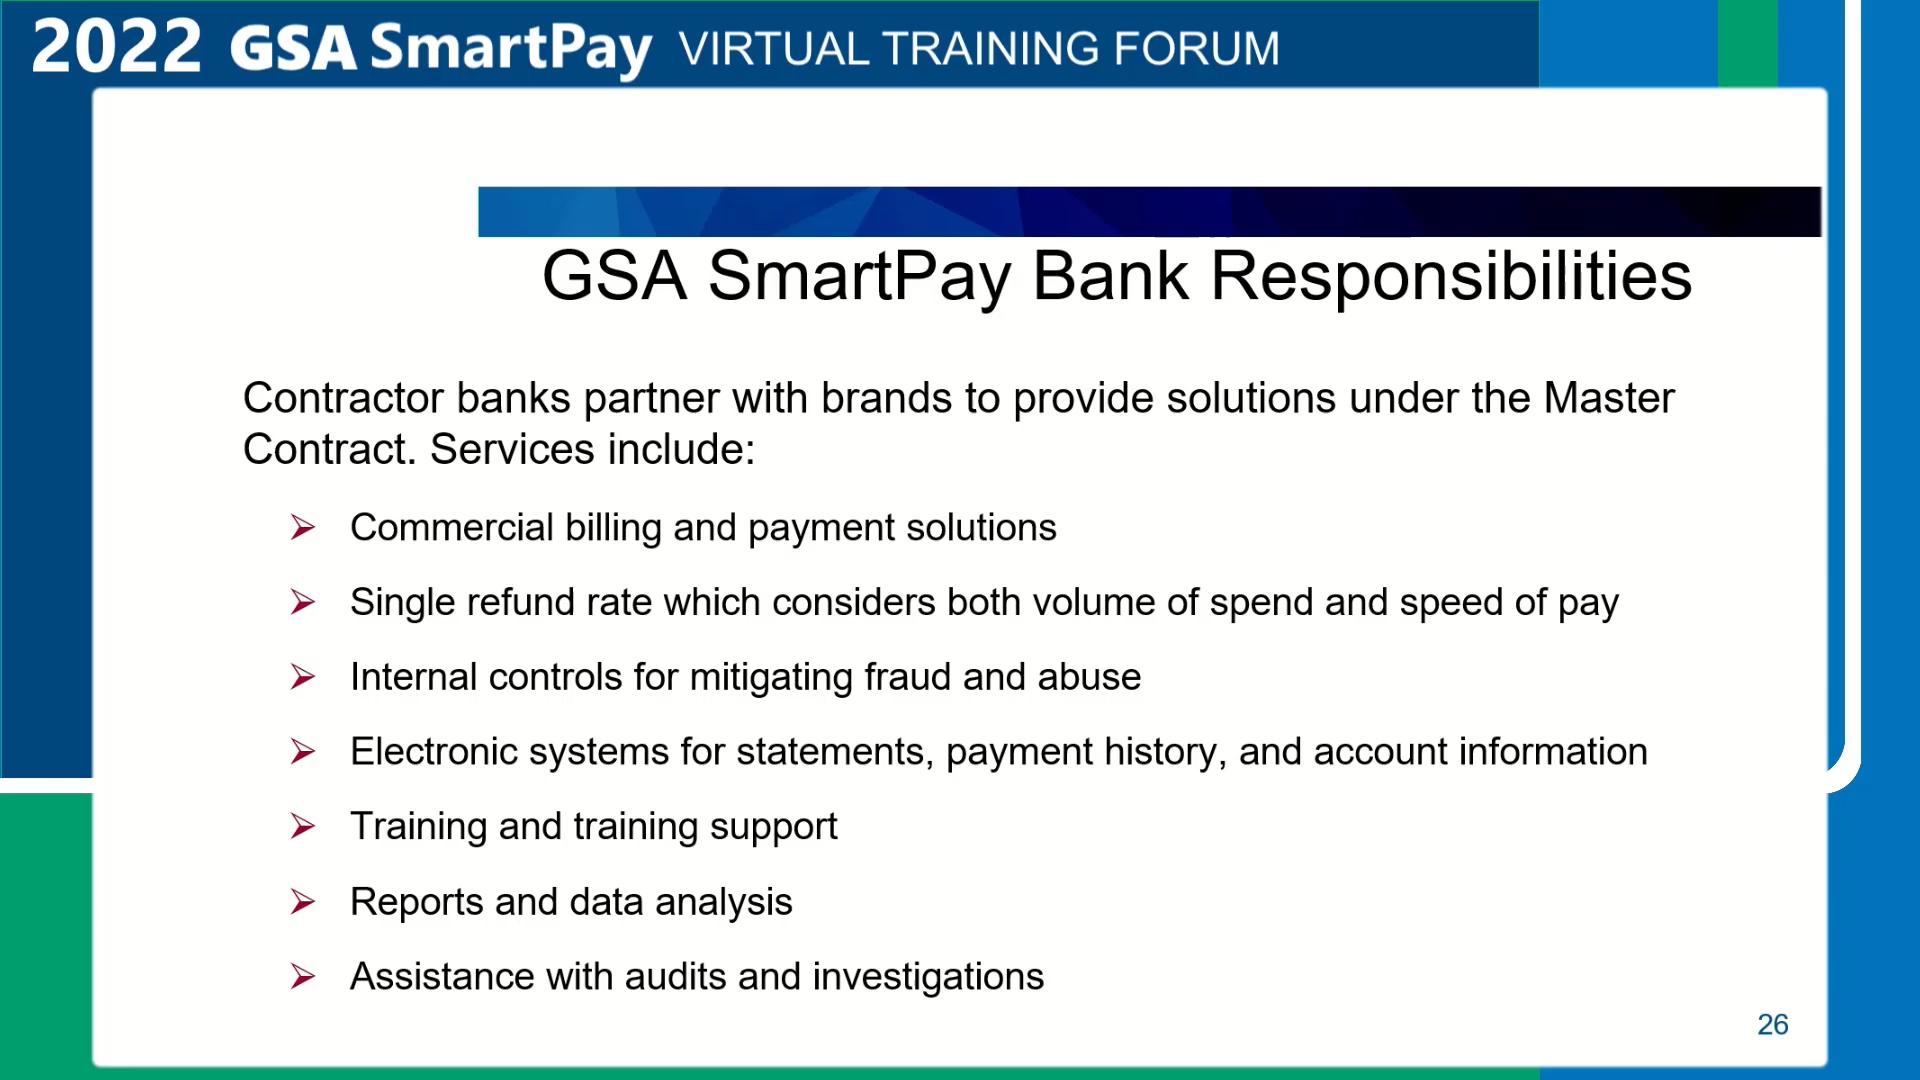 2022 GSA SmartPay VIRTUAL TRAINING FORUM
GSA SmartPay Bank Responsibilities
Contractor banks partner with brands to provide solutions under the Master
Contract. Services include:
Commercial billing and payment solutions
Single refund rate which considers both volume of spend and speed of pay
Internal controls for mitigating fraud and abuse
Electronic systems for statements, payment history, and account information
Training and training support
Reports and data analysis
Assistance with audits and investigations
26